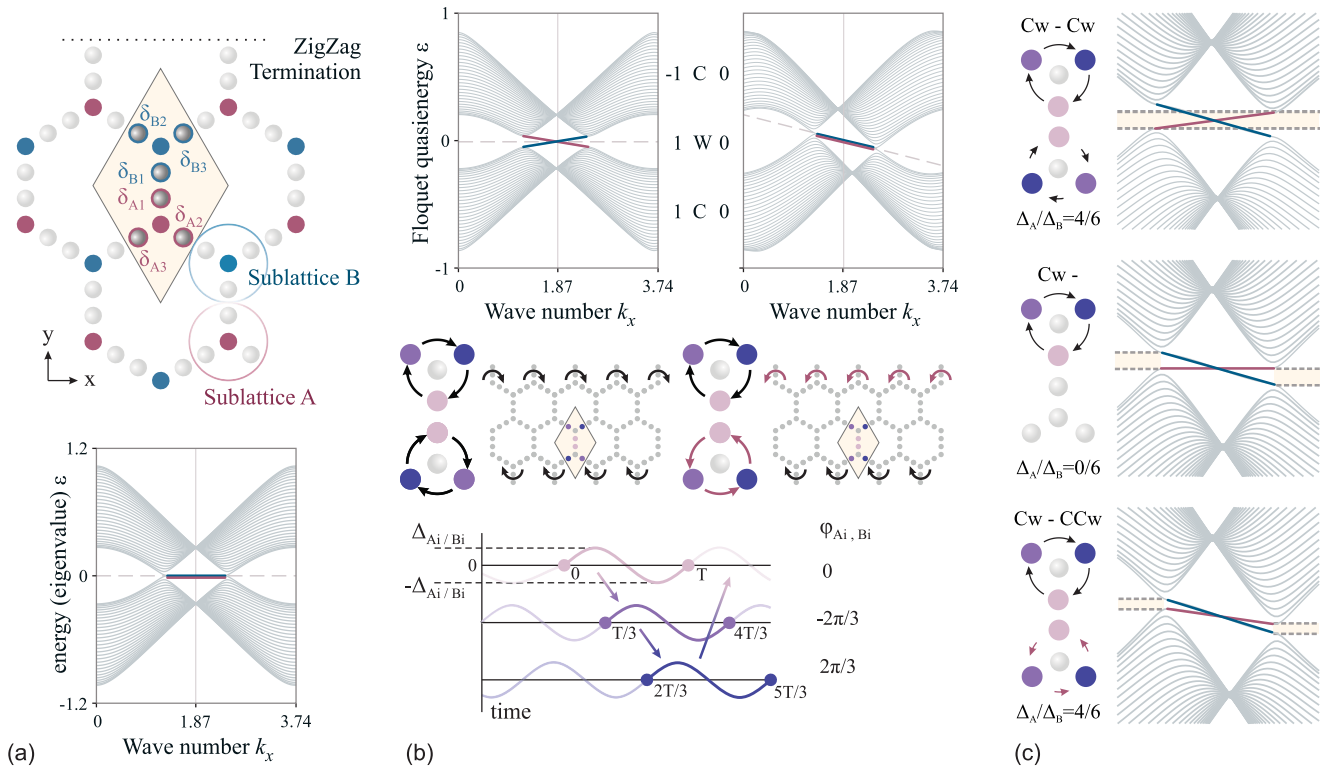 (a)
ZigZag
Termination
δB2
δB3
δB1
δA1
δA2
δA3
Sublattice B
Sublattice A
y
x
energy (eigenvalue) ε
1.2
0
-1.2
0
1.87
3.74
Wave number kx
(b)
Floquet quasienergy ε
1
0
-1
0
1.87
3.74
Wave number kx
-1 C 0
1 W 0
1 C 0
0
1.87
3.74
Wave number kx
ΔAi / Bi
0
-ΔAi / Bi
0
T
T/3
4T/3
2T/3
5T/3
time
φAi , Bi
0
-2π/3
2π/3
(c)
Cw - Cw
ΔA/ΔB=4/6
Cw -
ΔA/ΔB=0/6
Cw - CCw
ΔA/ΔB=4/6